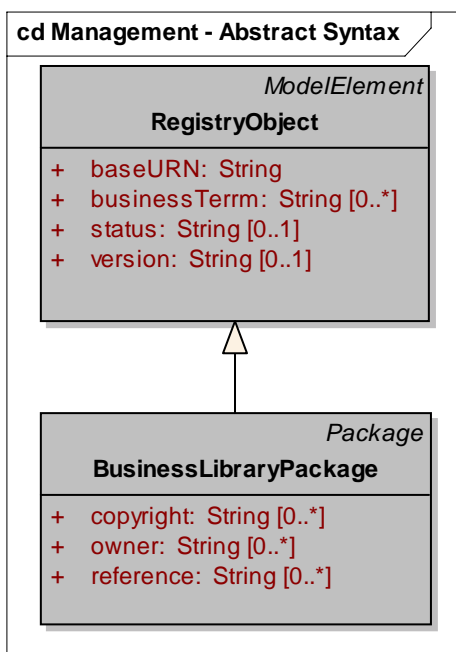 cd Management - Abstract Syntax
ModelElement
RegistryObject
+ baseURN: String
+ businessTerrm: String [0..*]
+ status: String [0..1]
+ version: String [0..1]
Package
BusinessLibraryPackage
+ copyright: String [0..*]
+ owner: String [0..*]
+ reference: String [0..*]